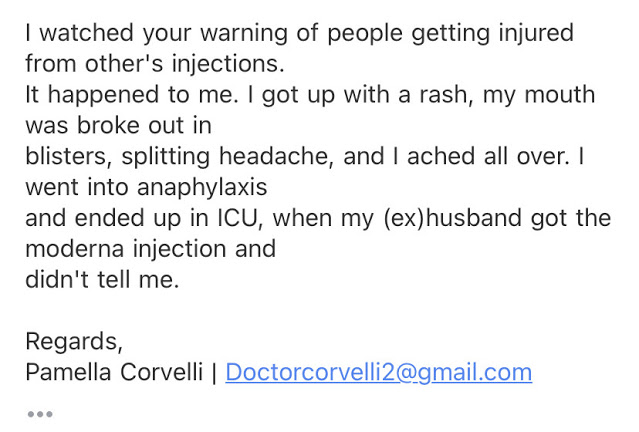 I watched your warning of people getting injured
from other's injections.
It happened to me. I got up with a rash, my mouth
was broke out in
blisters, splitting headache, and I ached all over. I
went into anaphylaxis
and ended up in ICU, when my (ex)husband got the
moderna injection and
didn't tell me.

Regards,
Pamella Corvelli | Doctorcorvelli2@gmail.com